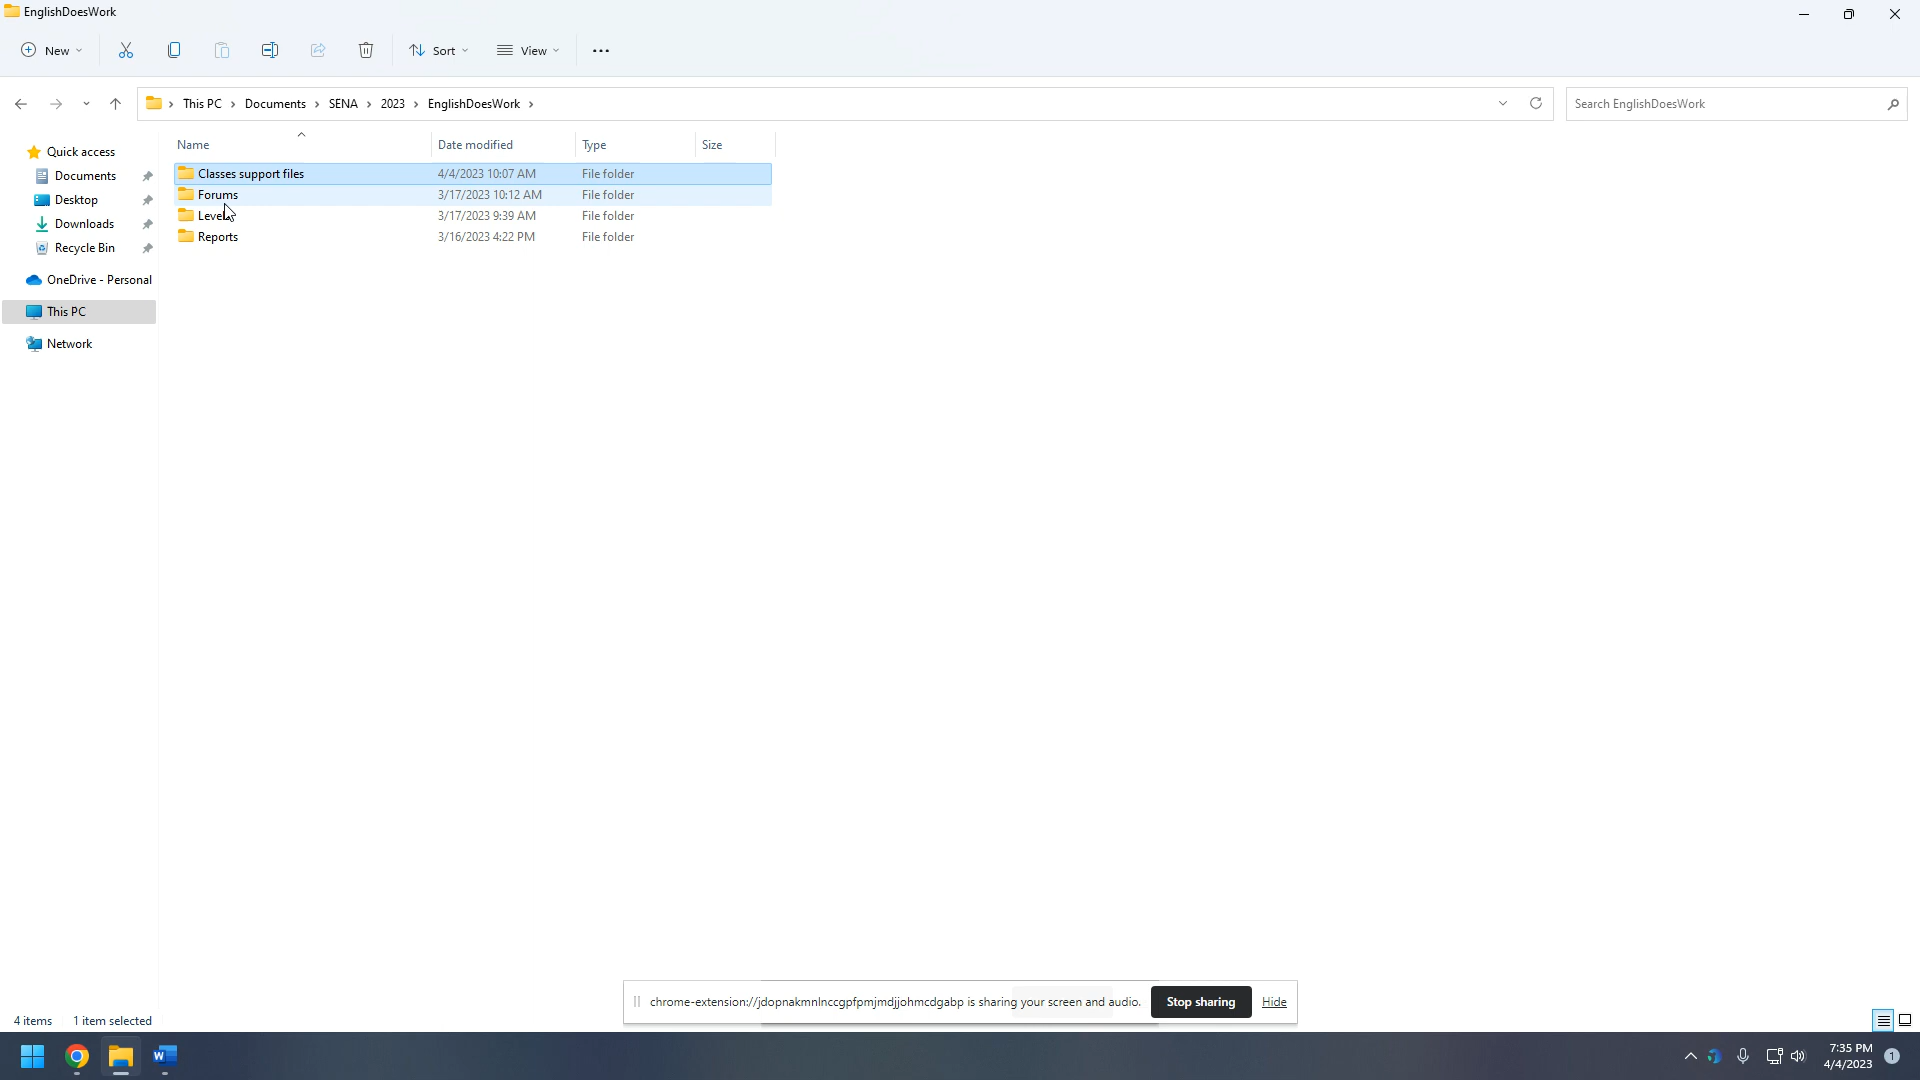 EnglishDoesWork
New
Sort
View
This PC > Documents > SENA > 2023 > EnglishDoesWork >
Search EnglishDoesWork
Name Date modified Type Size
Quick access
Documents
Desktop
Downloads
Recycle Bin
OneDrive - Personal
This PC
Network
Classes support files 4/4/2023 10:07 AM File folder
Forums 3/17/2023 10:12 AM File folder
3/17/2023 9:39 AM File folder
Reports 3/16/2023 4:22 PM File folder
chrome-extension://jdopnakmnlnccgpfpmjmdjjohmcdgabp is sharing your screen and audio.
Stop sharing
Hide
4 items 1 item selected
W
7:35 PM
4/4/2023
1